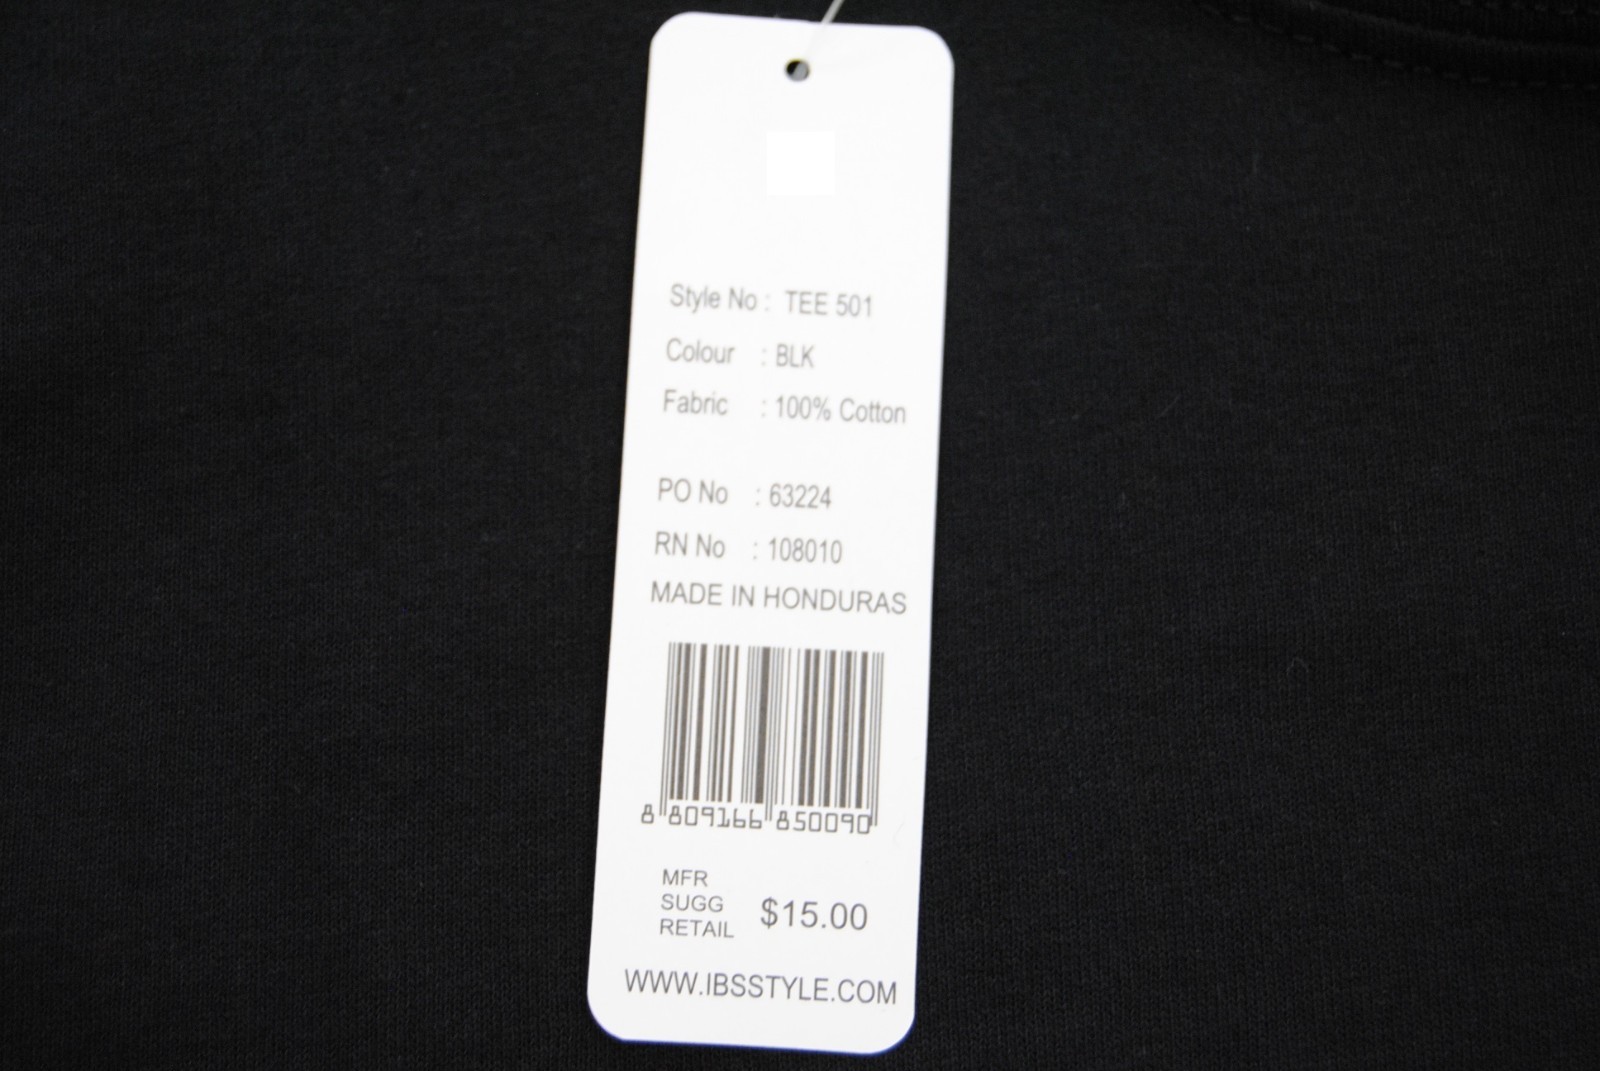 Style No : TEE 501
Colour : BLK
Fabric : 100% Cotton
PO No : 63224
RN No : 108010
MADE IN HONDURAS
8 809166 850090
MFR
SUGG
RETAIL
$15.00
WWW.IBSSTYLE.COM